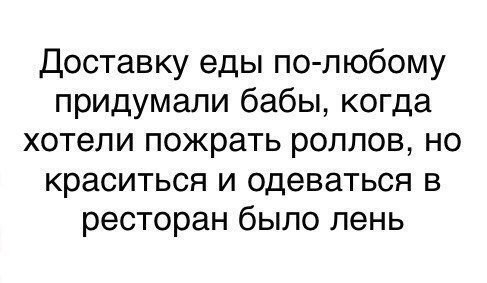 Доставку еды по-любому
придумали бабы, когда
хотели пожрать роллов, но
краситься и одеваться в
ресторан было лень